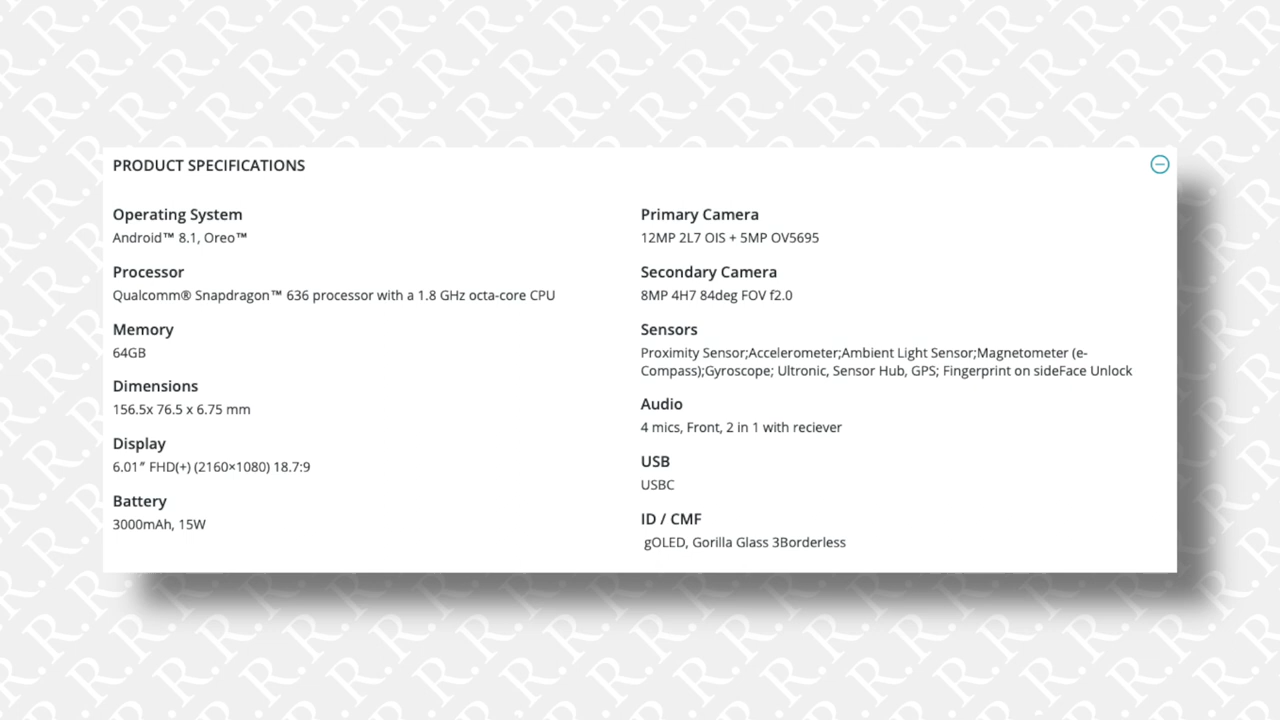 PRODUCT SPECIFICATIONS
Operating System
Android™ 8.1, Oreo™
Processor
Qualcomm® Snapdragon™ 636 processor with a 1.8 GHz octa-core CPU
Memory
64GB
Dimensions
156.5x 76.5 x 6.75 mm
Display
6.01″ FHD(+) (2160×1080) 18.7:9
Battery
3000mAh, 15W
Primary Camera
12MP 2L7 OIS + 5MP OV5695
Secondary Camera
8MP 4H7 84deg FOV f2.0
Sensors
Proximity Sensor;Accelerometer;Ambient Light Sensor;Magnetometer (e-
Compass);Gyroscope; Ultronic, Sensor Hub, GPS; Fingerprint on sideFace Unlock
Audio
4 mics, Front, 2 in 1 with reciever
USB
USBC
ID / CMF
gOLED, Gorilla Glass 3Borderless